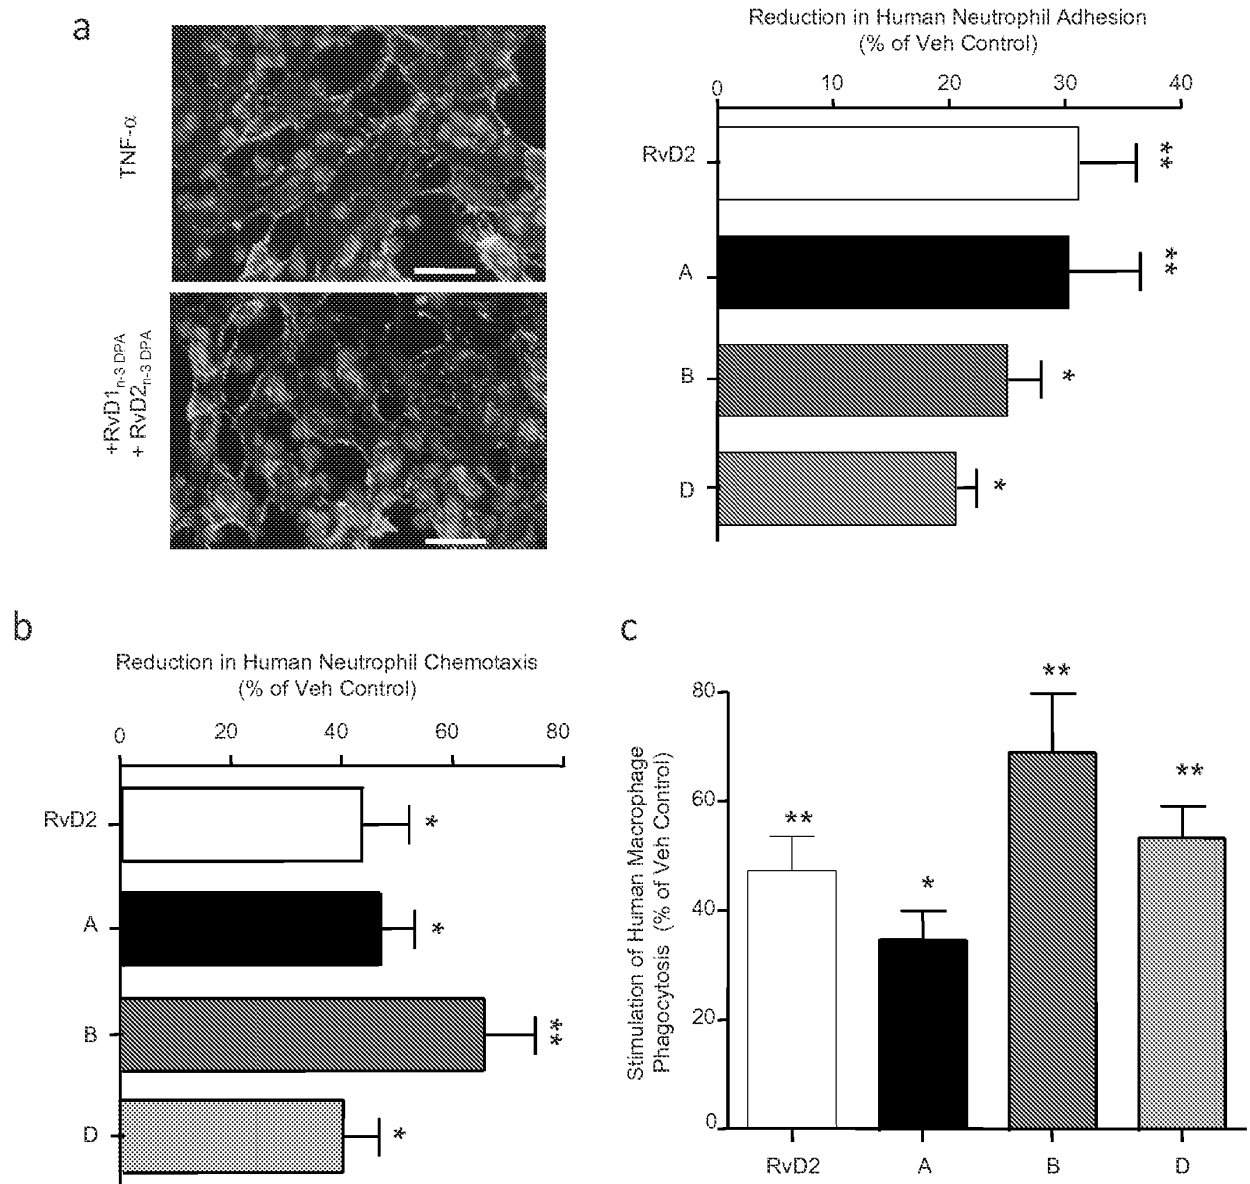 a
TNF-α
+RvD1n-3 DPA
+ RvD2n-3 DPA
Reduction in Human Neutrophil Adhesion
(% of Veh Control)
0 10 20 30 40
RvD2
**
A
**
B
*
D
*
b
Reduction in Human Neutrophil Chemotaxis
(% of Veh Control)
0 20 40 60 80
RvD2
*
A
*
B
**
D
*
c
Stimulation of Human Macrophage
Phagocytosis (% of Veh Control)
80
60
40
20
0
**
*
**
**
RvD2 A B D